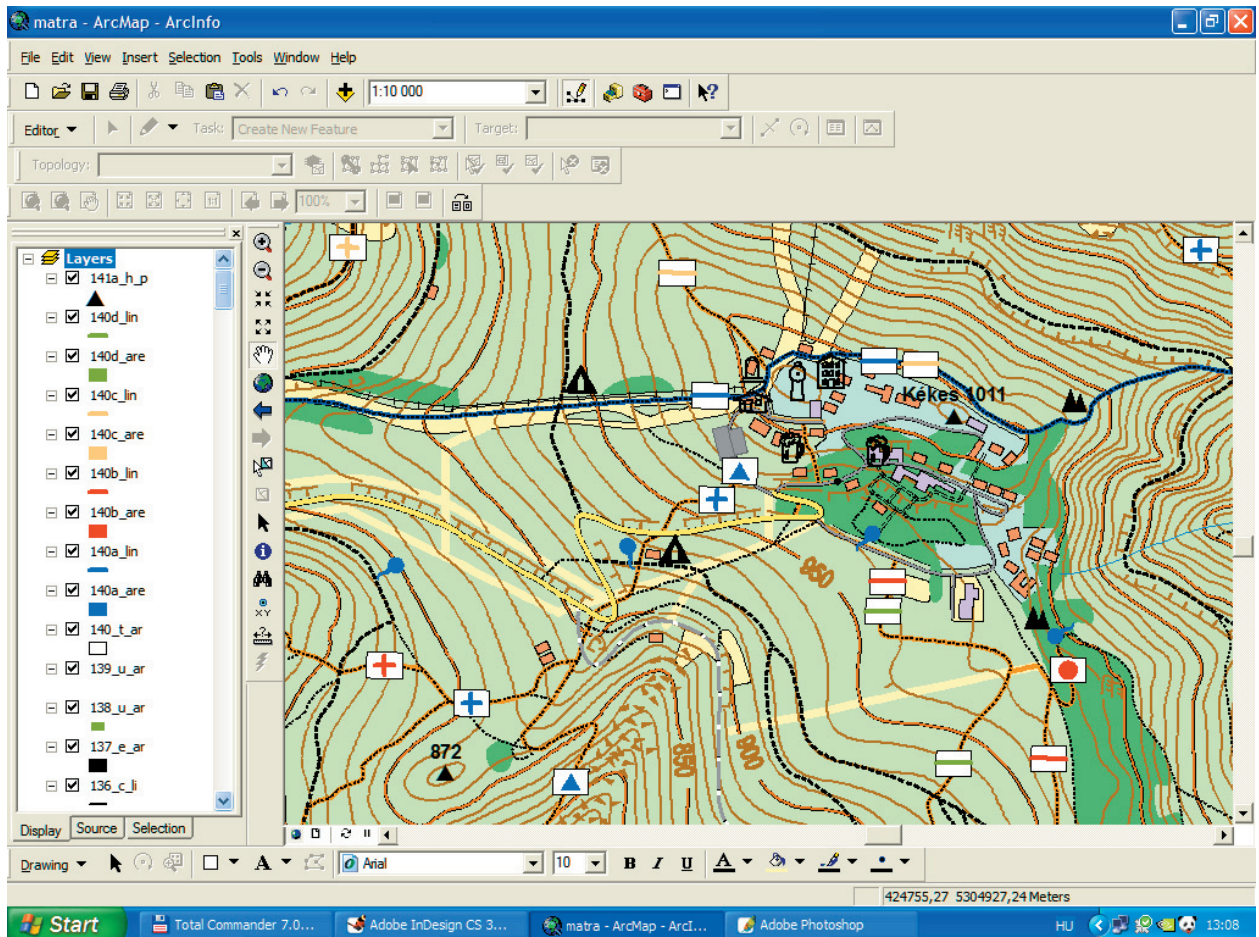 matra - ArcMap - ArcInfo
File Edit View Insert Selection Tools Window Help
1:10 000
Editor Task: Create New Feature Target:
Topology:
100%
Layers
141a_h_p
140d_lin
140d_are
140c_lin
140c_are
140b_lin
140b_are
140a_lin
140a_are
140_t_ar
139_u_ar
138_u_ar
137_e_ar
136_c_li
Display Source Selection
Kékes 1011
950
872
850
800
Drawing A Arial 10 B I U A
424755,27 5304927,24 Meters
Start Total Commander 7.0... Adobe InDesign CS 3... matra - ArcMap - ArcI... Adobe Photoshop HU 13:08